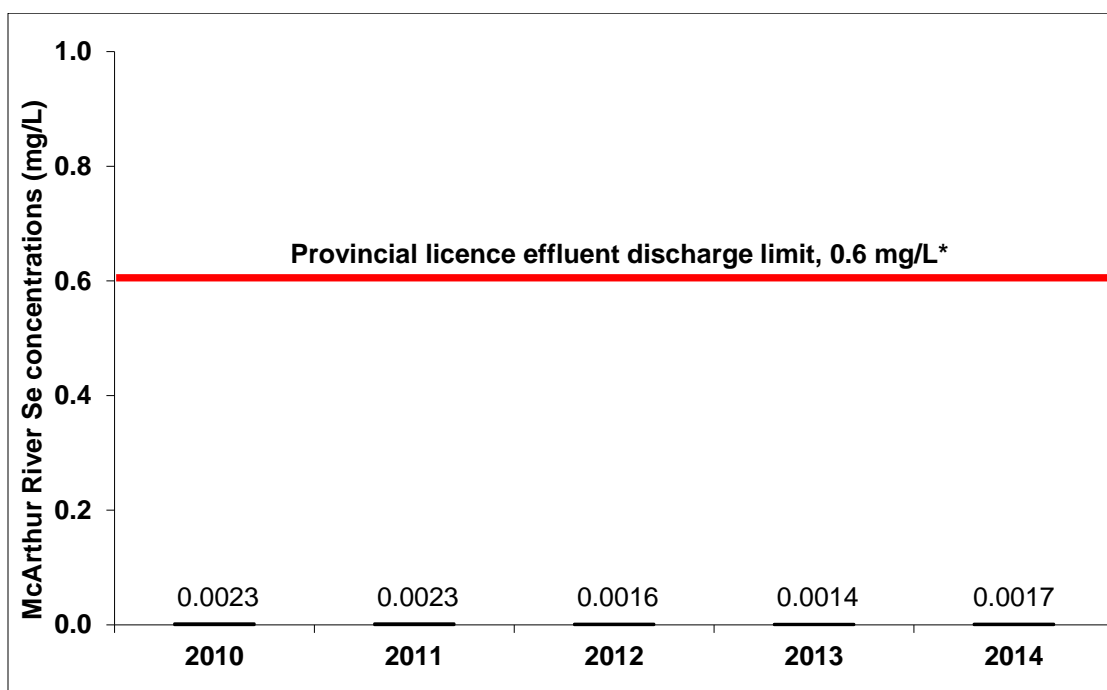 McArthur River Se concentrations (mg/L)
1.0
0.8
0.6
0.4
0.2
0.0
Provincial licence effluent discharge limit, 0.6 mg/L*
0.0023 0.0023 0.0016 0.0014 0.0017
2010 2011 2012 2013 2014